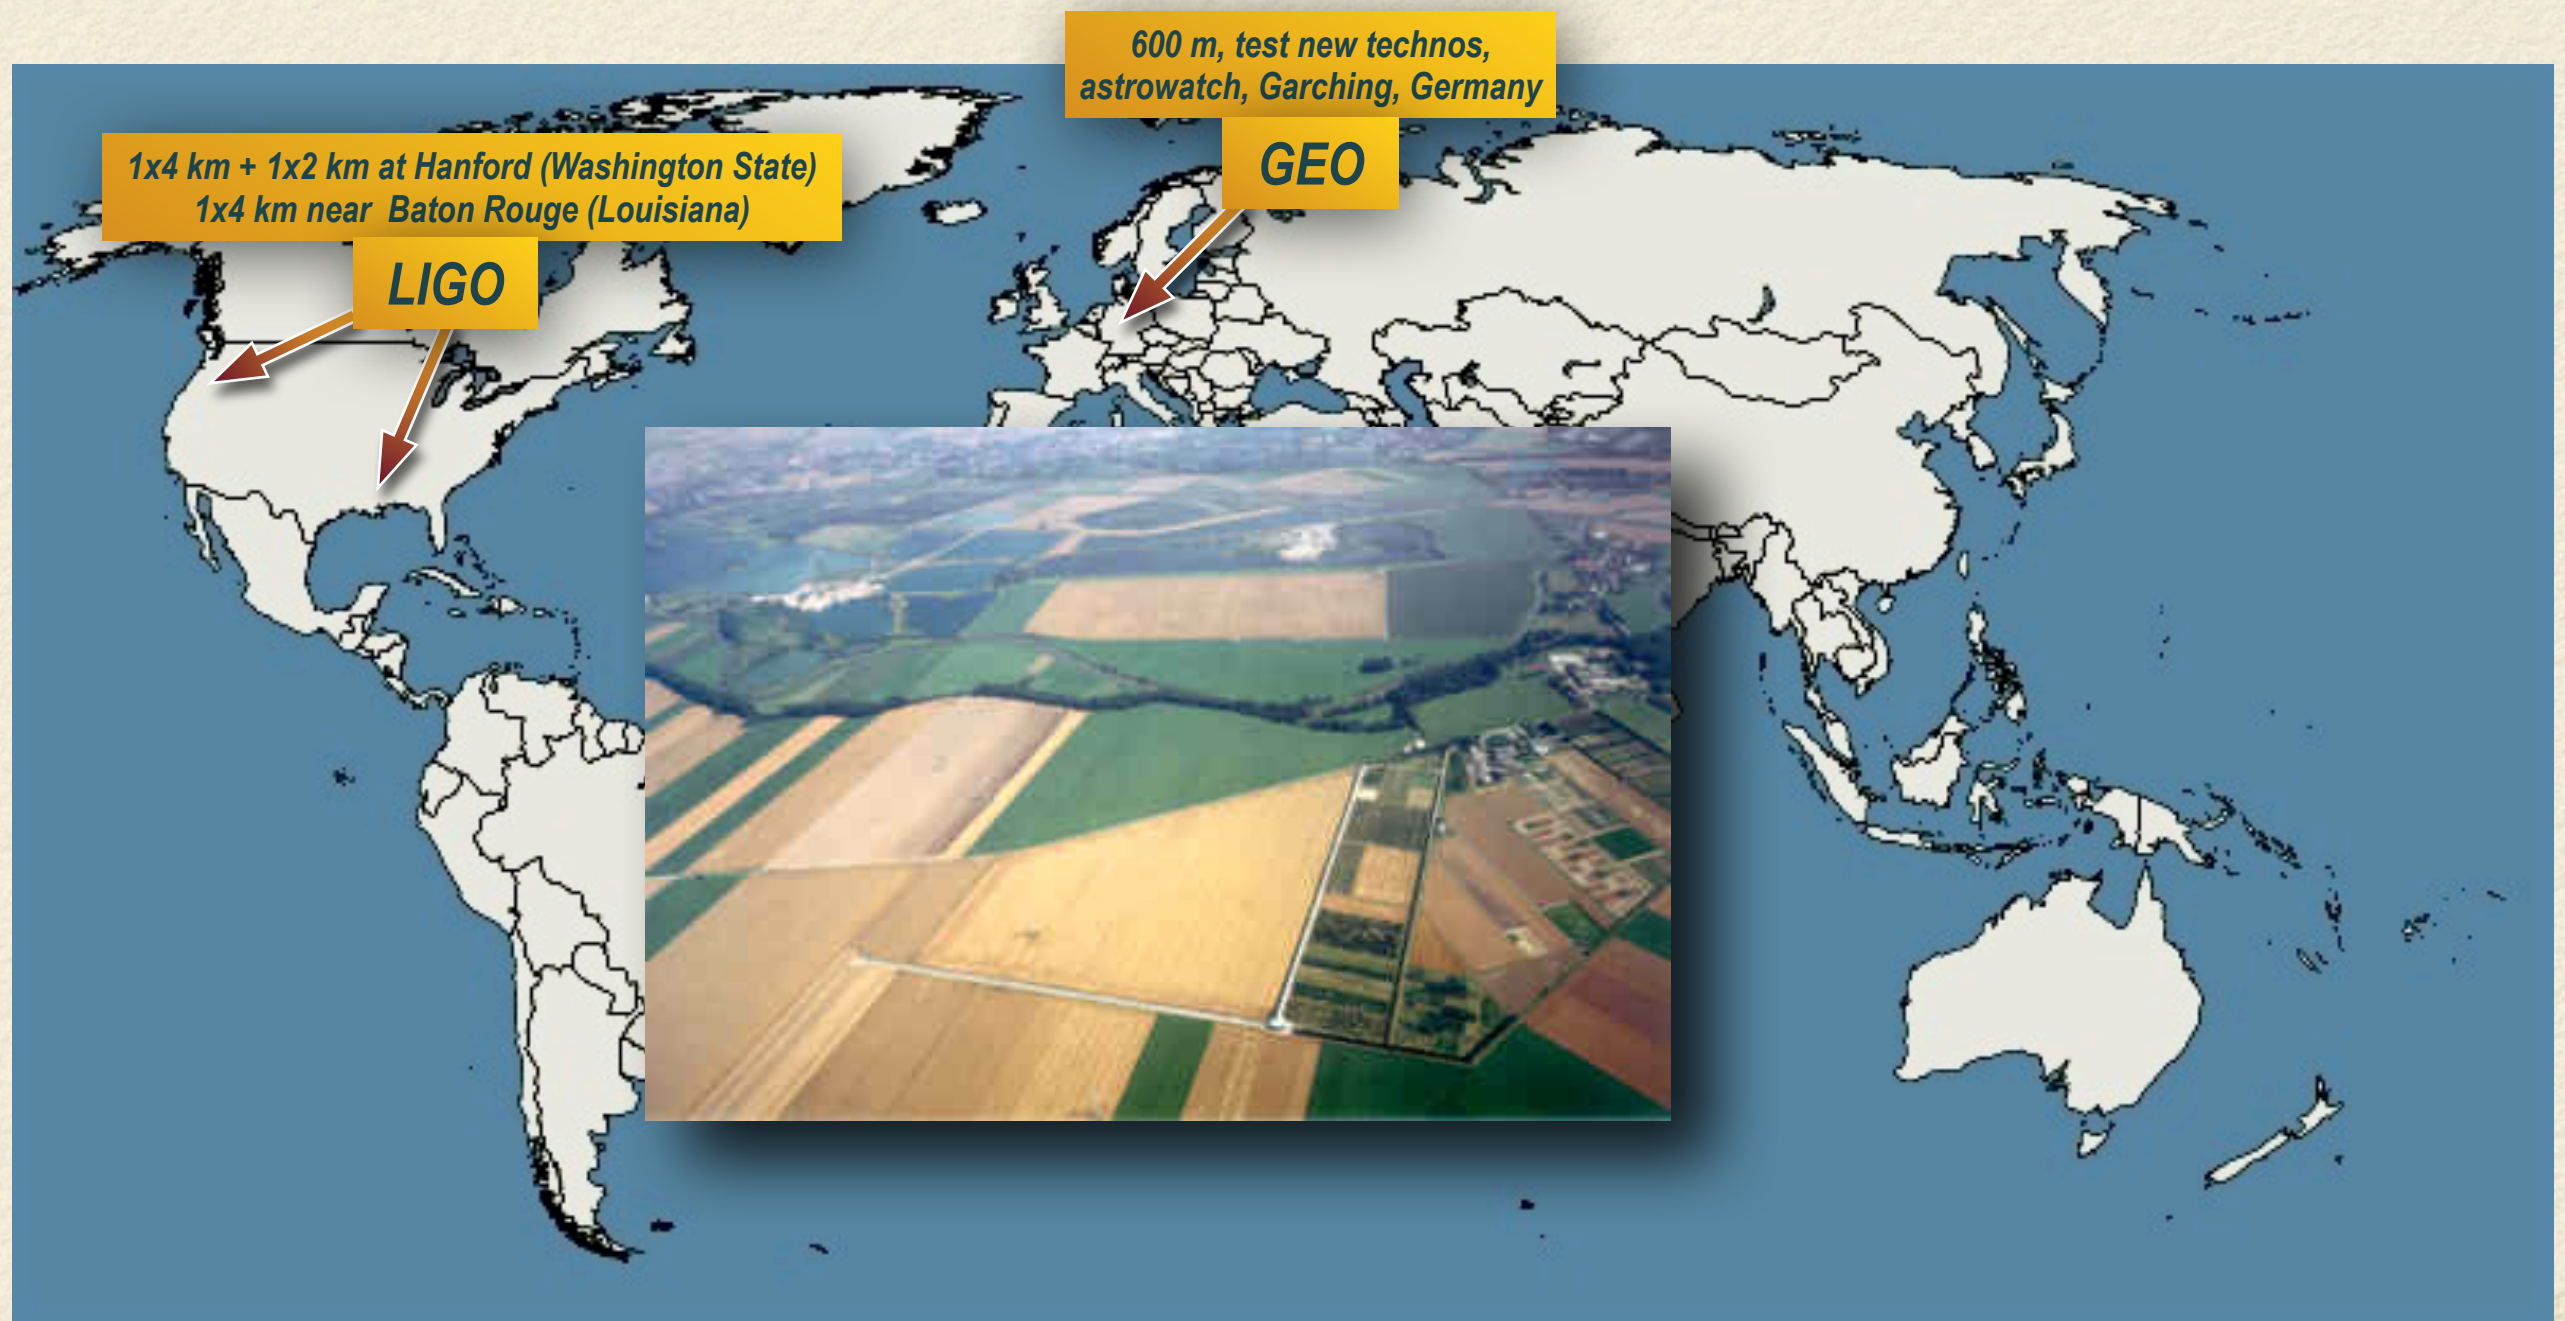 600 m, test new technos,
astrowatch, Garching, Germany
GEO
1x4 km + 1x2 km at Hanford (Washington State)
1x4 km near Baton Rouge (Louisiana)
LIGO